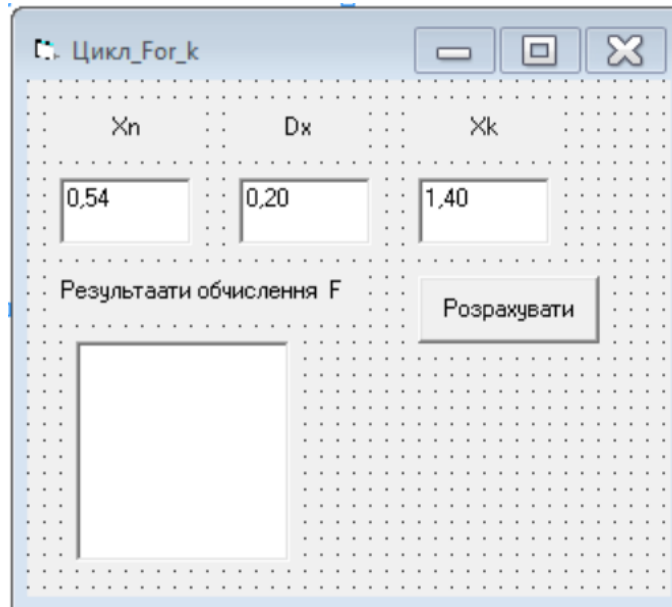 Цикл_For_k
Xn Dx Xk
0,54 0,20 1,40
Результаати обчислення F
Розрахувати